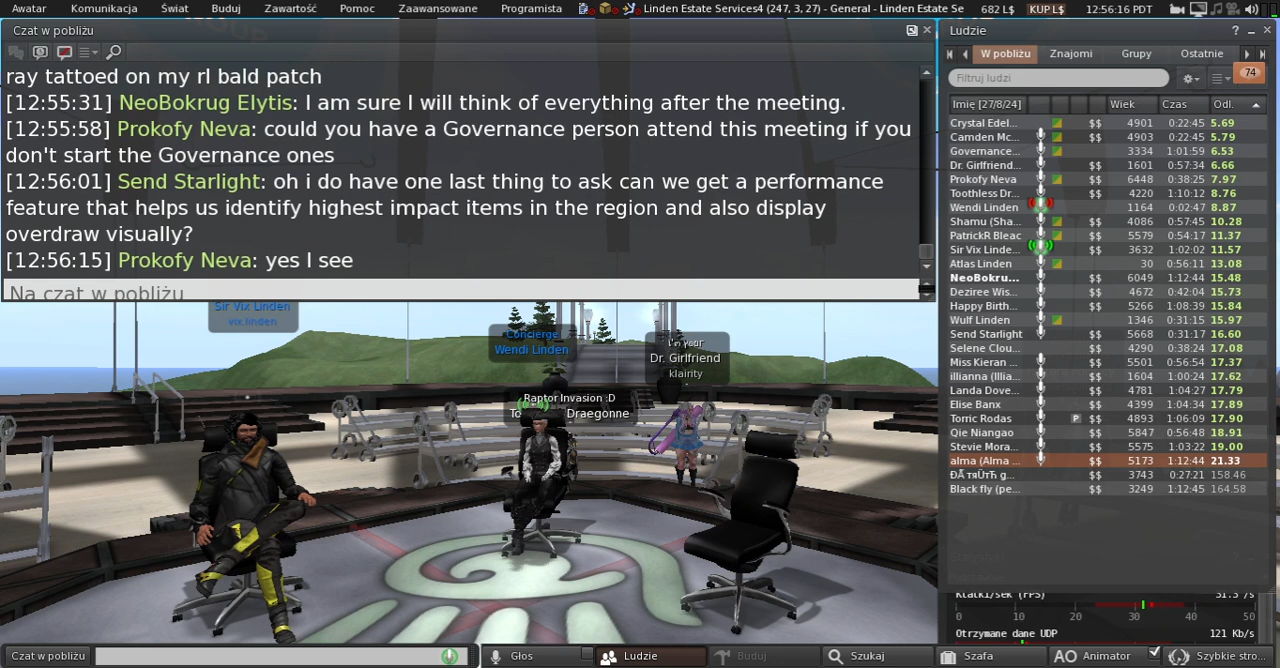 Awatar Komunikacja Świat Buduj Zawartość Pomoc Zaawansowane Programista Linden Estate Services4 (247, 3, 27) - General - Linden Estate Se 682 L$ KUP L$ 12:56:16 PDT
Czat w pobliżu
ray tattoed on my rl bald patch
[12:55:31] NeoBokrug Elytis: I am sure I will think of everything after the meeting.
[12:55:58] Prokofy Neva: could you have a Governance person attend this meeting if you
don't start the Governance ones
[12:56:01] Send Starlight: oh i do have one last thing to ask can we get a performance
feature that helps us identify highest impact items in the region and also display
overdraw visually?
[12:56:15] Prokofy Neva: yes I see
Na czat w pobliżu
Sir Vix Linden
vix.linden
Concierge
Wendi Linden
I'm your
Dr. Girlfriend
klairity
Raptor Invasion :D
To Draegonne
Ludzie
W pobliżu Znajomi Grupy Ostatnie
Filtruj ludzi
74
Imię [27/8/24] Wiek Czas Odl.
Crystal Edel... $$ 4901 0:22:45 5.69
Camden Mc... $$ 4903 0:22:45 5.79
Governance... 3334 1:01:59 6.53
Dr. Girlfriend... $$ 1601 0:57:34 6.66
Prokofy Neva $$ 6448 0:38:25 7.97
Toothless Dr... $$ 4220 1:10:12 8.76
Wendi Linden 1164 0:02:47 8.87
Shamu (Sha... $$ 4086 0:57:45 10.28
PatrickR Bleac $$ 5579 0:54:17 11.37
Sir Vix Linde... $$ 3632 1:02:02 11.57
Atlas Linden 30 0:56:11 13.08
NeoBokru... $$ 6049 1:12:44 15.48
Deziree Wis... $$ 4672 0:42:04 15.73
Happy Birth... $$ 5266 1:08:39 15.84
Wulf Linden 1346 0:31:15 15.97
Send Starlight $$ 5668 0:31:17 16.60
Selene Clou... $$ 4290 0:38:24 17.08
Miss Kieran ... $$ 5501 0:56:54 17.37
illianna (Illia... $$ 1604 1:00:24 17.62
Landa Dove... $$ 4781 1:04:27 17.79
Elise Banx $$ 4399 1:04:34 17.89
Torric Rodas P $$ 4893 1:06:09 17.90
Qie Niangao $$ 5847 0:56:48 18.91
Stevie Mora... $$ 5575 1:03:22 19.00
alma (Alma ... $$ 5173 1:12:44 21.33
$$ 3743 0:27:21 158.46
Black fly (pe... $$ 3249 1:12:45 164.58
Klatki/sek (FPS) 31.3 /s
0 10 20 30 40 50
Otrzymane dane UDP 121 Kb/s
Czat w pobliżu Głos Ludzie Buduj Szukaj Szafa AO Animator Szybkie stro...